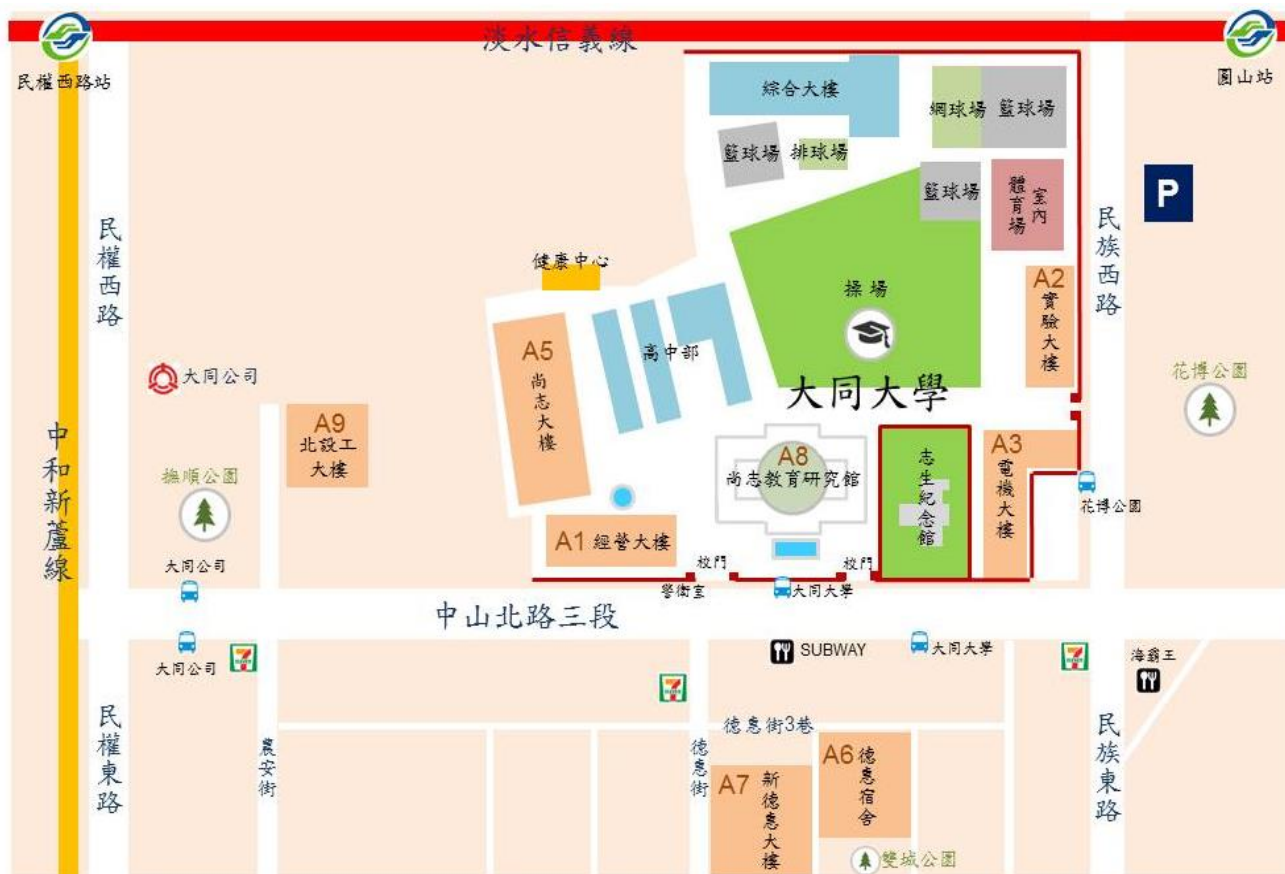 淡水信義線
民權西路站
圓山站
綜合大樓
網球場
籃球場
籃球場
排球場
籃球場
室內
體育場
P
民權西路
民族西路
健康中心
操場
A2
實驗大樓
高中部
A5
尚志大樓
大同公司
花博公園
大同大學
A9
北設工
大樓
中和新蘆線
撫順公園
A8
尚志教育研究館
志生紀念館
A3
電機大樓
花博公園
A1 經營大樓
大同公司
校門
校門
警衛室
大同大學
中山北路三段
大同公司
7
ELEVEN
SUBWAY
大同大學
7
ELEVEN
海霸王
7
ELEVEN
民權東路
農安街
德惠街
德惠街3巷
A6
德惠宿舍
A7
新德惠大樓
民族東路
雙城公園